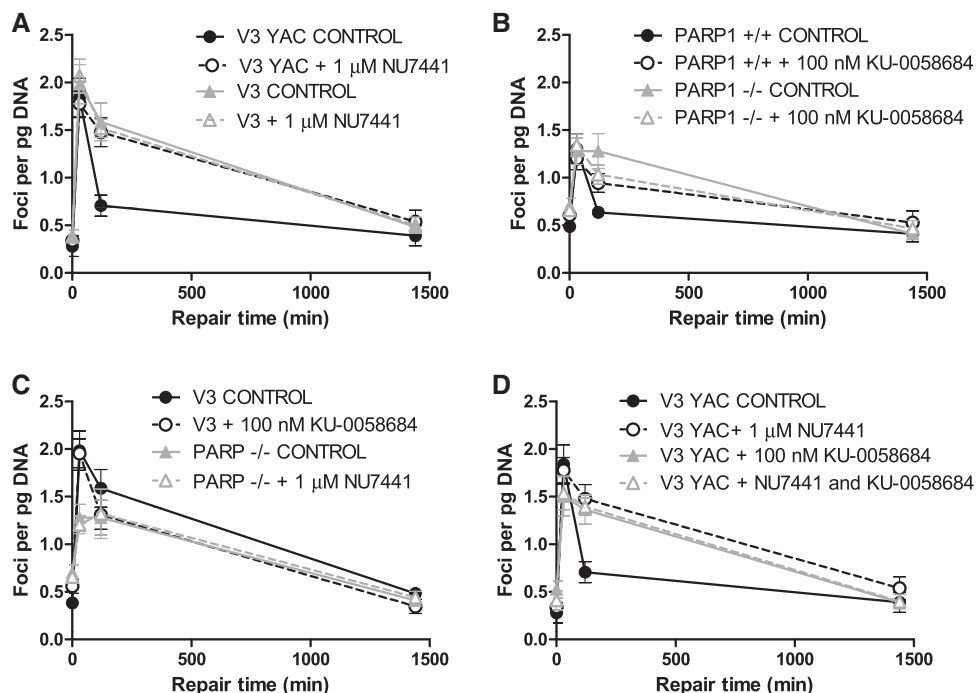 A
V3 YAC CONTROL
V3 YAC + 1 μM NU7441
V3 CONTROL
V3 + 1 μM NU7441
2.5
2.0
1.5
1.0
0.5
0.0
Foci per pg DNA
0 500 1000 1500
Repair time (min)
B
PARP1 +/+ CONTROL
PARP1 +/+ + 100 nM KU-0058684
PARP1 -/- CONTROL
PARP1 -/- + 100 nM KU-0058684
2.5
2.0
1.5
1.0
0.5
0.0
Foci per pg DNA
0 500 1000 1500
Repair time (min)
C
V3 CONTROL
V3 + 100 nM KU-0058684
PARP -/- CONTROL
PARP -/- + 1 μM NU7441
2.5
2.0
1.5
1.0
0.5
0.0
Foci per pg DNA
0 500 1000 1500
Repair time (min)
D
V3 YAC CONTROL
V3 YAC+ 1 μM NU7441
V3 YAC + 100 nM KU-0058684
V3 YAC + NU7441 and KU-0058684
2.5
2.0
1.5
1.0
0.5
0.0
Foci per pg DNA
0 500 1000 1500
Repair time (min)